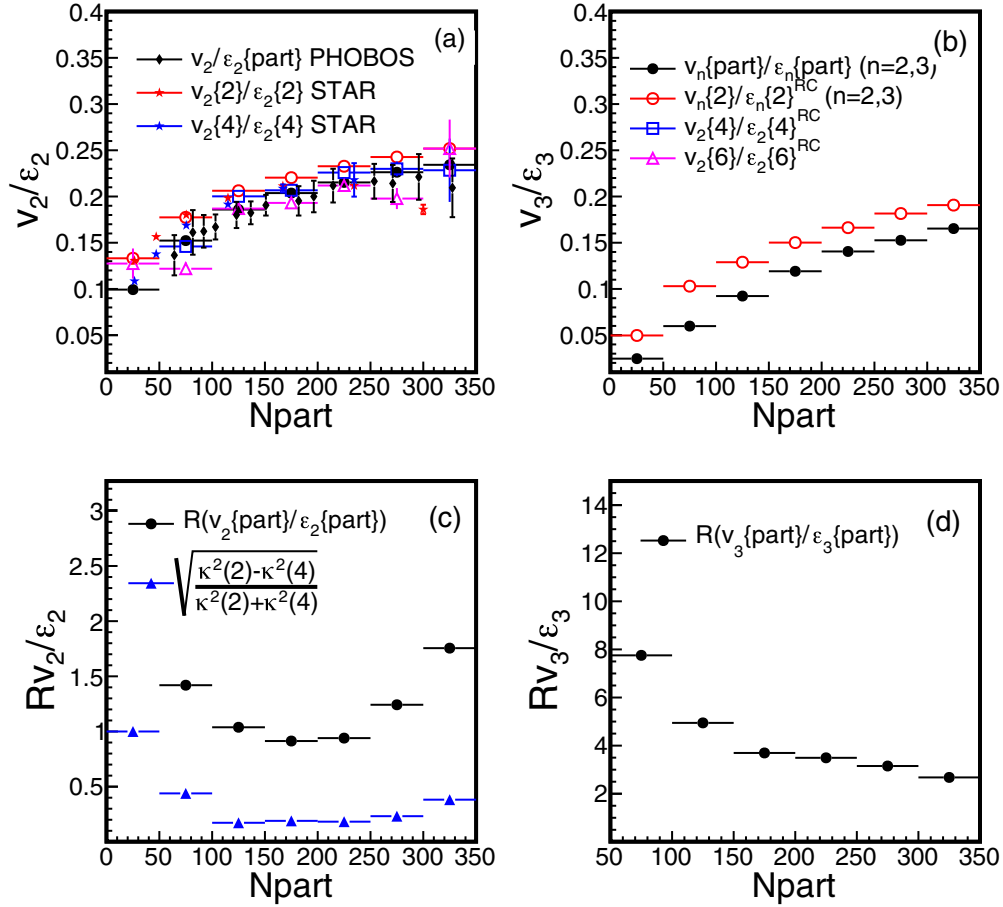 (a)
v₂/ε₂{part} PHOBOS
v₂{2}/ε₂{2} STAR
v₂{4}/ε₂{4} STAR
0.4
0.35
0.3
0.25
0.2
0.15
0.1
0.05
v₂/ε₂
0 50 100 150 200 250 300 350
Npart
(b)
vₙ{part}/εₙ{part} (n=2,3)
vₙ{2}/εₙ{2}ᴿᶜ (n=2,3)
v₂{4}/ε₂{4}ᴿᶜ
v₂{6}/ε₂{6}ᴿᶜ
0.4
0.35
0.3
0.25
0.2
0.15
0.1
0.05
v₃/ε₃
0 50 100 150 200 250 300 350
Npart
(c)
R(v₂{part}/ε₂{part})
√
κ²(2)-κ²(4)
κ²(2)+κ²(4)
3
2.5
2
1.5
1
0.5
Rv₂/ε₂
0 50 100 150 200 250 300 350
Npart
(d)
R(v₃{part}/ε₃{part})
14
12
10
8
6
4
2
Rv₃/ε₃
50 100 150 200 250 300 350
Npart